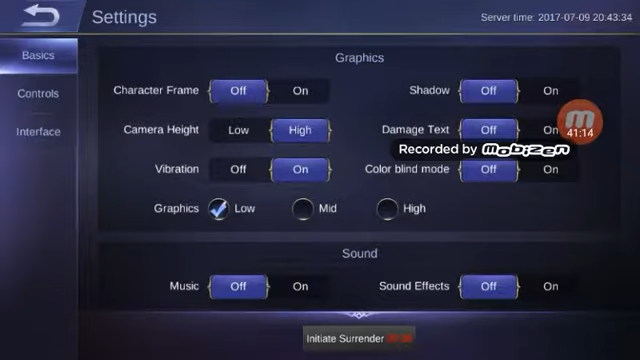 Settings
Server time: 2017-07-09 20:43:34
Basics
Controls
Interface
Graphics
Character Frame Off On
Shadow Off On
Camera Height Low High
Damage Text Off On
41:14
Recorded by mobizen
Vibration Off On
Color blind mode Off On
Graphics Low Mid High
Sound
Music Off On
Sound Effects Off On
Initiate Surrender